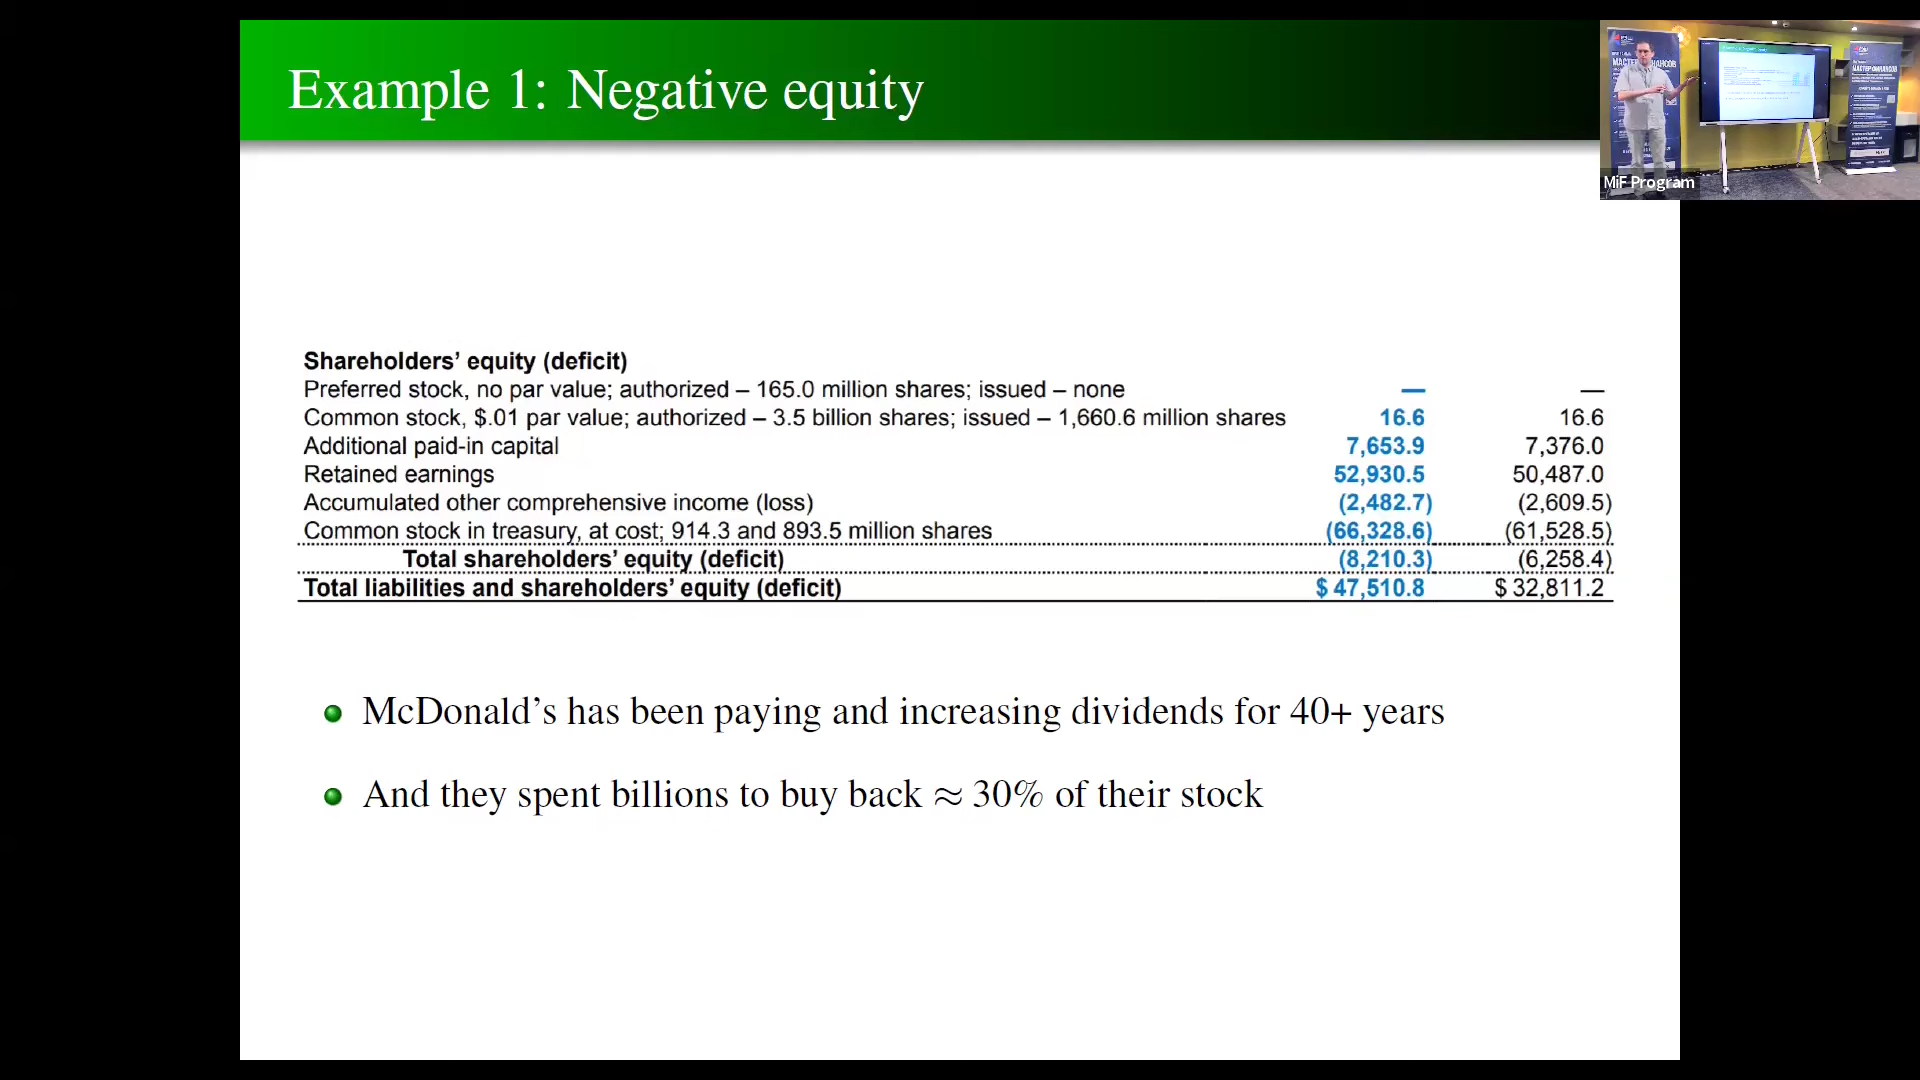 Example 1: Negative equity
MiF Program
МАСТЕР ФИНАНСОВ
Shareholders’ equity (deficit)
Preferred stock, no par value; authorized – 165.0 million shares; issued – none — —
Common stock, $.01 par value; authorized – 3.5 billion shares; issued – 1,660.6 million shares 16.6 16.6
Additional paid-in capital 7,653.9 7,376.0
Retained earnings 52,930.5 50,487.0
Accumulated other comprehensive income (loss) (2,482.7) (2,609.5)
Common stock in treasury, at cost; 914.3 and 893.5 million shares (66,328.6) (61,528.5)
Total shareholders’ equity (deficit) (8,210.3) (6,258.4)
Total liabilities and shareholders’ equity (deficit) $ 47,510.8 $ 32,811.2
McDonald’s has been paying and increasing dividends for 40+ years
And they spent billions to buy back ≈ 30% of their stock